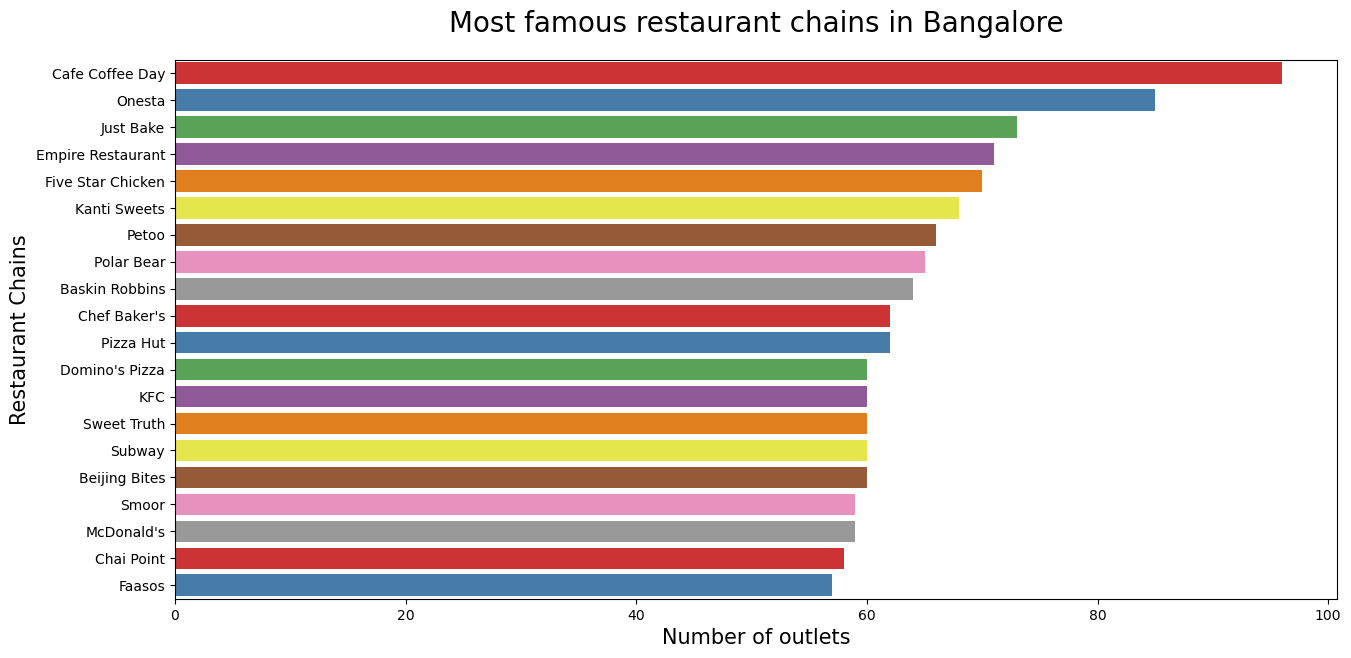 Most famous restaurant chains in Bangalore
Restaurant Chains
Cafe Coffee Day
Onesta
Just Bake
Empire Restaurant
Five Star Chicken
Kanti Sweets
Petoo
Polar Bear
Baskin Robbins
Chef Baker's
Pizza Hut
Domino's Pizza
KFC
Sweet Truth
Subway
Beijing Bites
Smoor
McDonald's
Chai Point
Faasos
0 20 40 60 80 100
Number of outlets